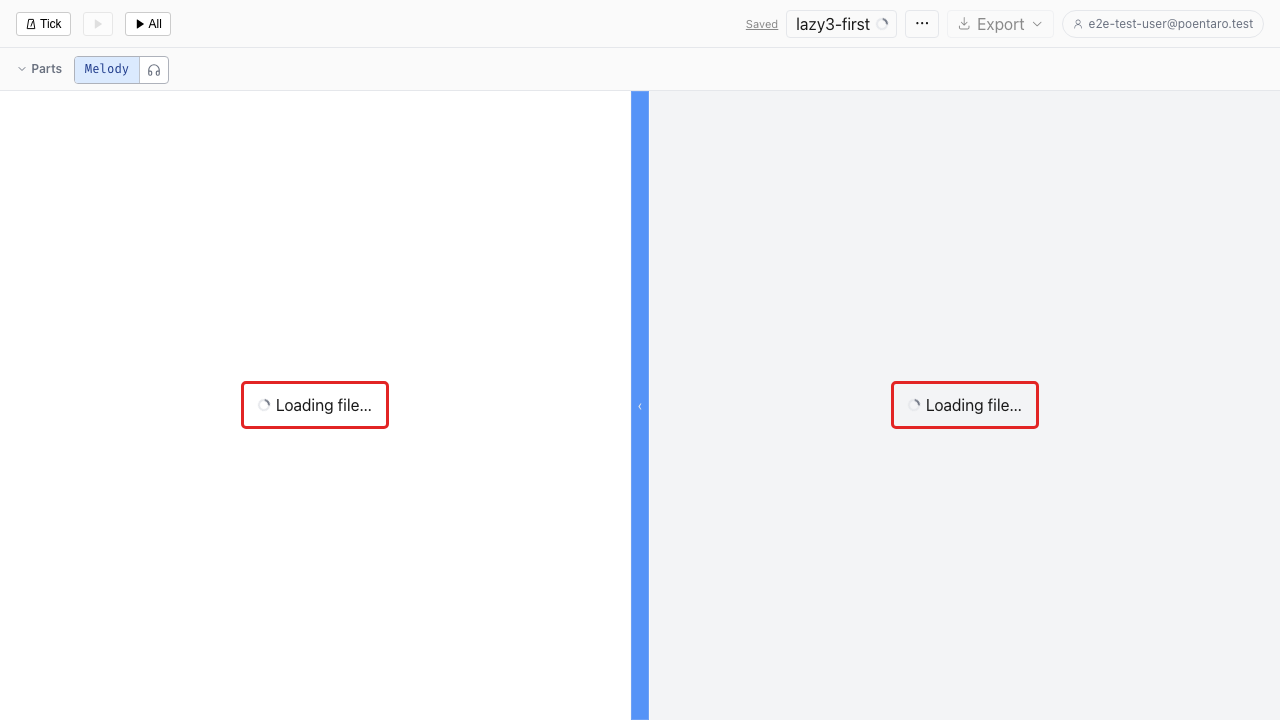 Tick
All
Saved
lazy3-first
Export
e2e-test-user@poentaro.test
Parts
Melody
Loading file...
Loading file...